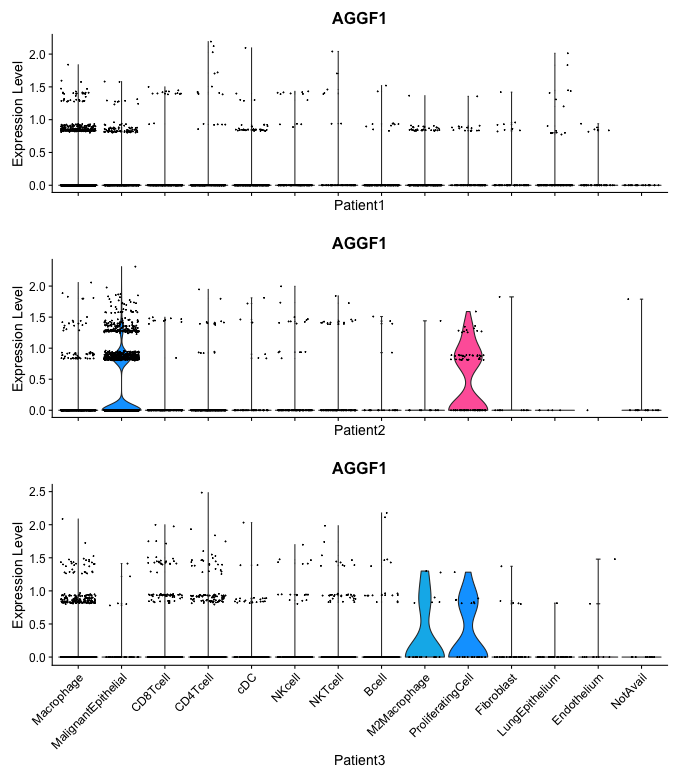 AGGF1
Expression Level
2.0
1.5
1.0
0.5
0.0
Patient1
AGGF1
Expression Level
2.0
1.5
1.0
0.5
0.0
Patient2
AGGF1
Expression Level
2.5
2.0
1.5
1.0
0.5
0.0
Macrophage
MalignantEpithelial
CD8Tcell
CD4Tcell
cDC
NKcell
NKTcell
Bcell
M2Macrophage
ProliferatingCell
Fibroblast
LungEpithelium
Endothelium
NotAvail
Patient3